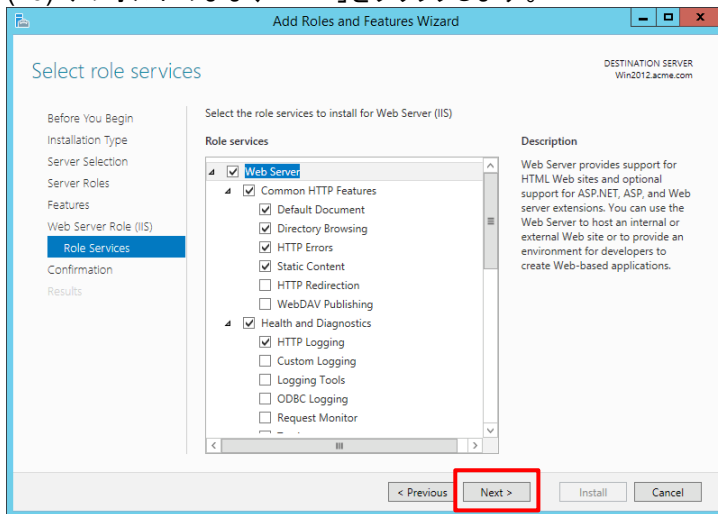 Add Roles and Features Wizard
Select role services
DESTINATION SERVER
Win2012.acme.com
Before You Begin
Installation Type
Server Selection
Server Roles
Features
Web Server Role (IIS)
Role Services
Confirmation
Results
Select the role services to install for Web Server (IIS)
Role services
Web Server
Common HTTP Features
Default Document
Directory Browsing
HTTP Errors
Static Content
HTTP Redirection
WebDAV Publishing
Health and Diagnostics
HTTP Logging
Custom Logging
Logging Tools
ODBC Logging
Request Monitor
Description
Web Server provides support for
HTML Web sites and optional
support for ASP.NET, ASP, and Web
server extensions. You can use the
Web Server to host an internal or
external Web site or to provide an
environment for developers to
create Web-based applications.
< Previous
Next >
Install
Cancel